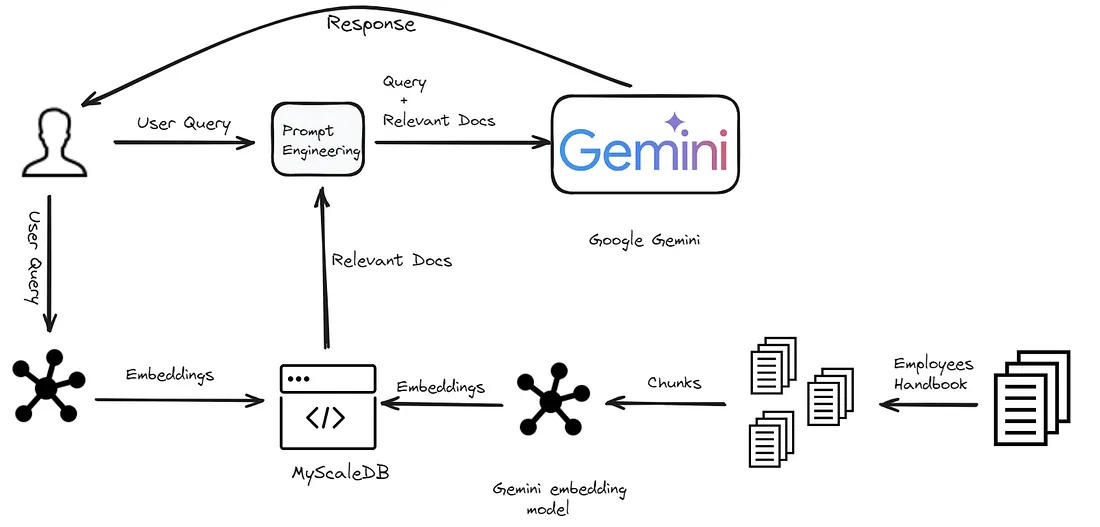 Response
Query
+
Relevant Docs
User Query
Prompt
Engineering
Gemini
Google Gemini
User Query
Relevant Docs
Embeddings
</>
MyScaleDB
Embeddings
Gemini embedding
model
Chunks
Employees
Handbook